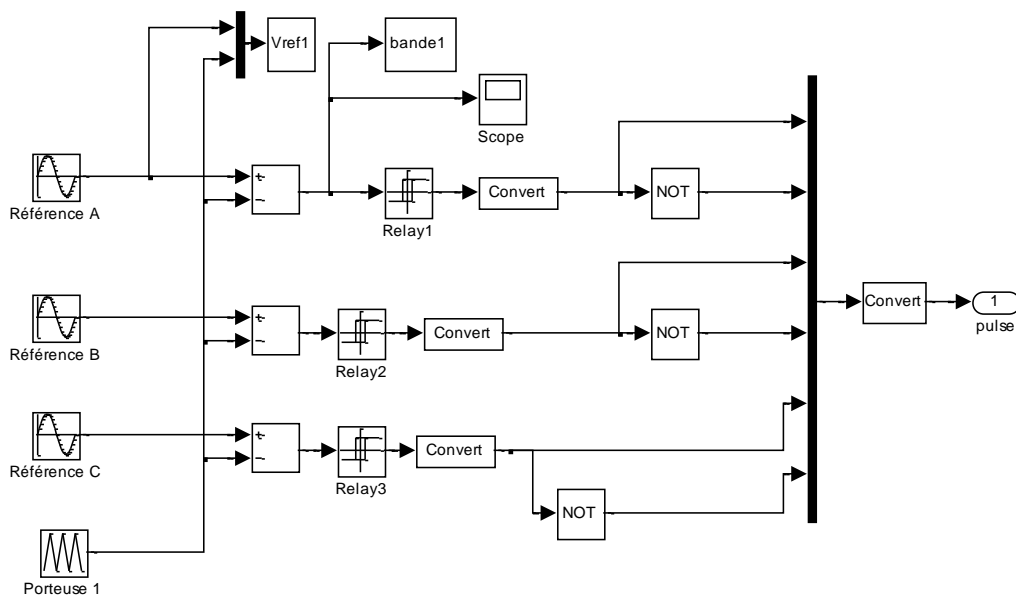 Vref1
bande1
Scope
+
-
Référence A
Relay1
Convert
NOT
Référence B
+
-
Relay2
Convert
NOT
Convert
1
pulse
Référence C
+
-
Relay3
Convert
NOT
Porteuse 1